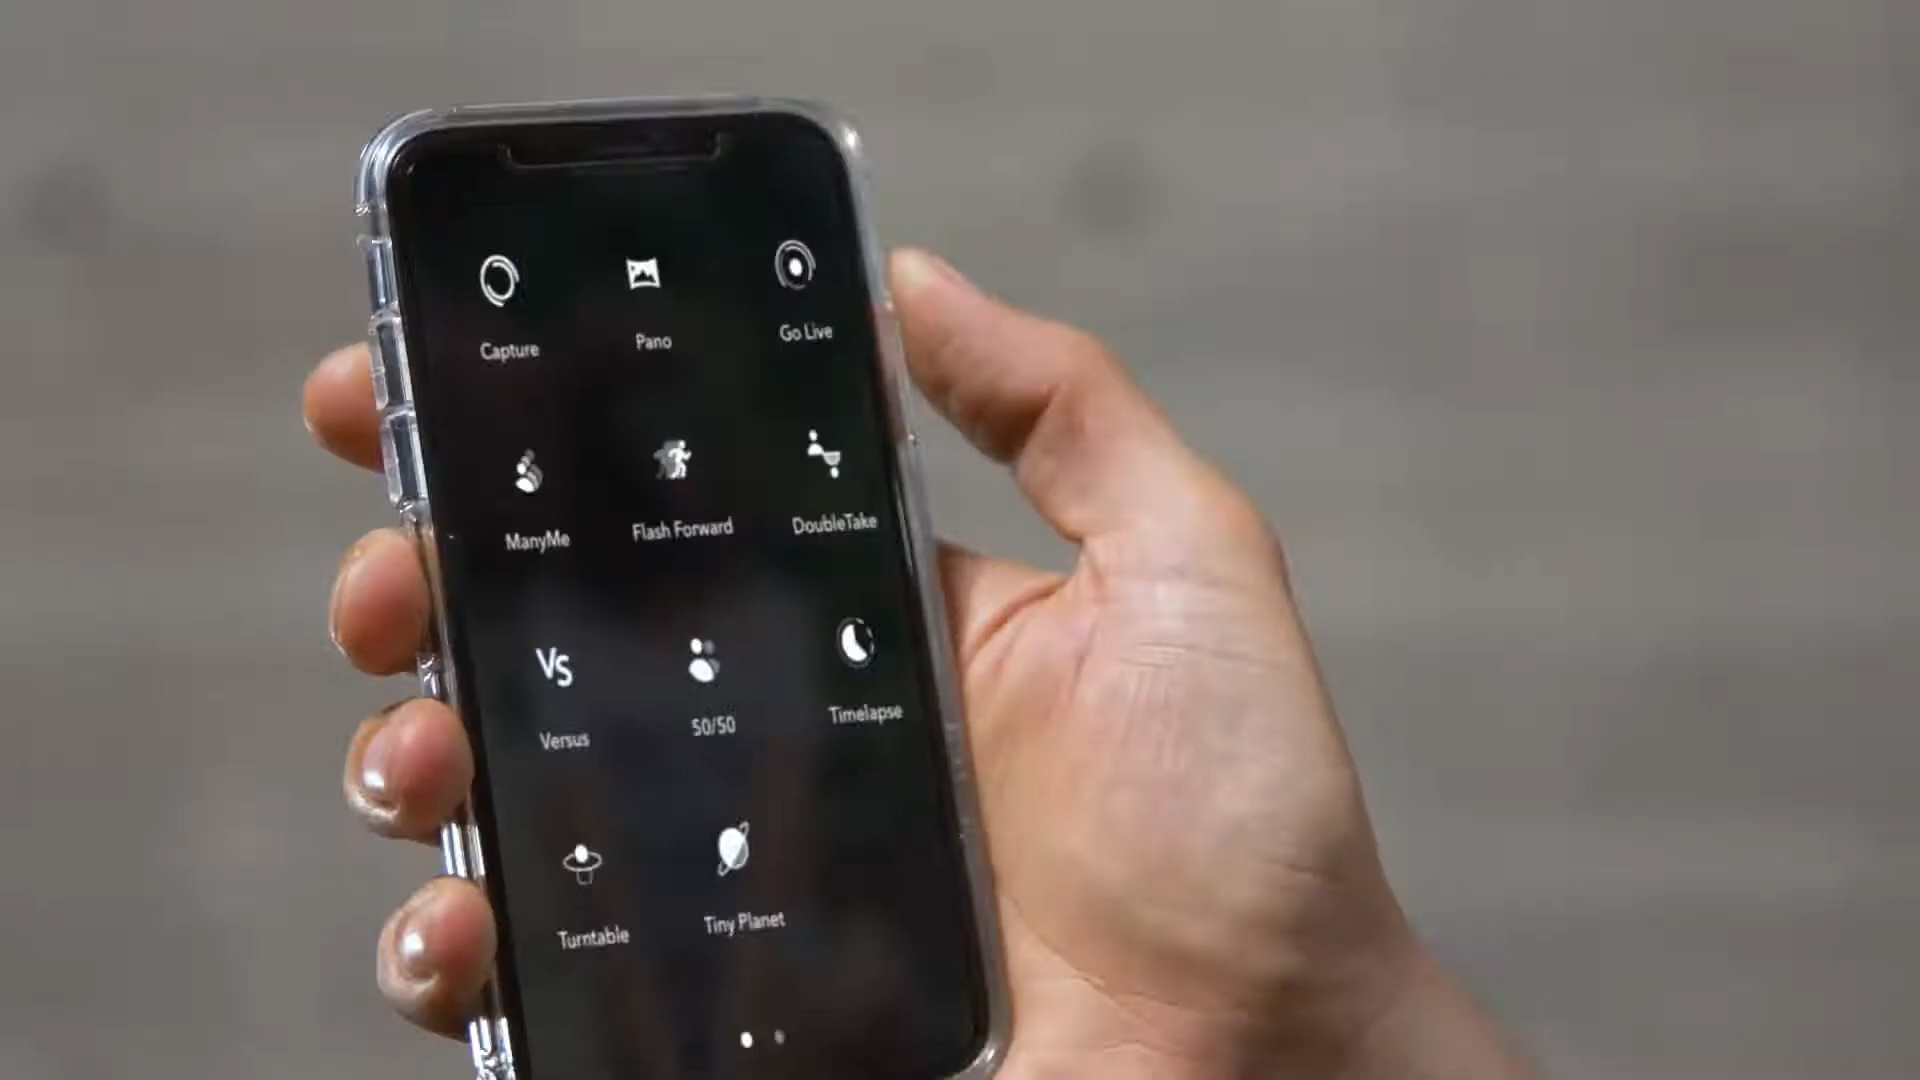 Capture
Pano
Go Live
ManyMe
Flash Forward
DoubleTake
VS
Versus
50/50
Timelapse
Turntable
Tiny Planet